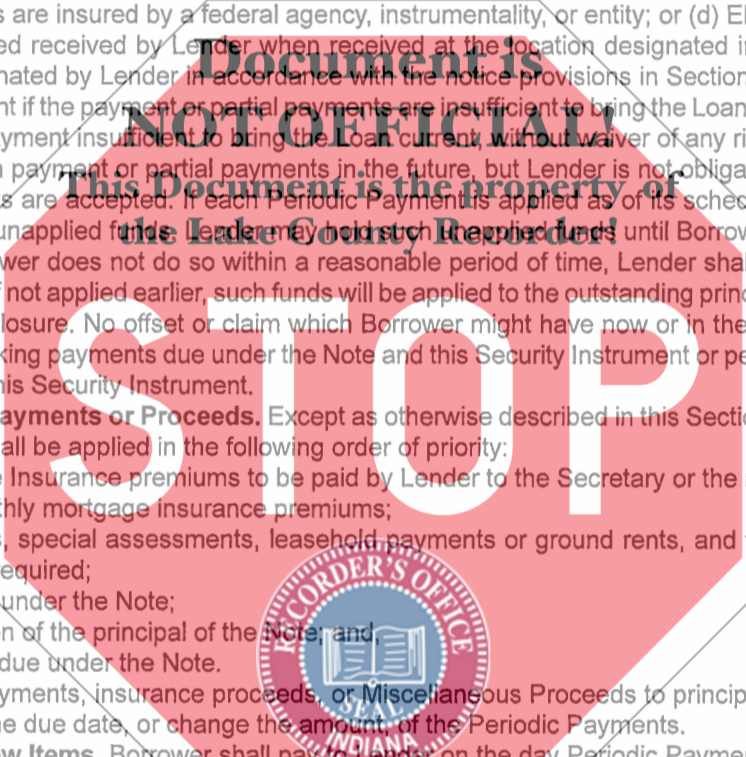 s are insured by a federal agency, instrumentality, or entity; or (d) El
ed received by Lender when received at the location designated i
Document is
nated by Lender in accordance with the notice provisions in Section
nt if the payment or partial payments are insufficient to bring the Loan
NOT OFFICIAL!
yment insufficient to bring the Loan current, without waiver of any ri
n payment or partial payments in the future, but Lender is not obliga
This Document is the property of
s are accepted. If each Periodic Payment is applied as of its sched
the Lake County Recorder!
unapplied funds. Lender may hold such unapplied funds until Borrow
wer does not do so within a reasonable period of time, Lender shal
f not applied earlier, such funds will be applied to the outstanding princ
losure. No offset or claim which Borrower might have now or in the
king payments due under the Note and this Security Instrument or pe
his Security Instrument.
STOP
ayments or Proceeds. Except as otherwise described in this Sectio
all be applied in the following order of priority:
e Insurance premiums to be paid by Lender to the Secretary or the
thly mortgage insurance premiums;
, special assessments, leasehold payments or ground rents, and
equired;
under the Note;
n of the principal of the Note; and,
due under the Note.
RECORDER'S OFFICE
SEAL
INDIANA
yments, insurance proceeds, or Miscellaneous Proceeds to princip
e due date, or change the amount, of the Periodic Payments.
w Items. Borrower shall pay to Lender on the day Periodic Paymen